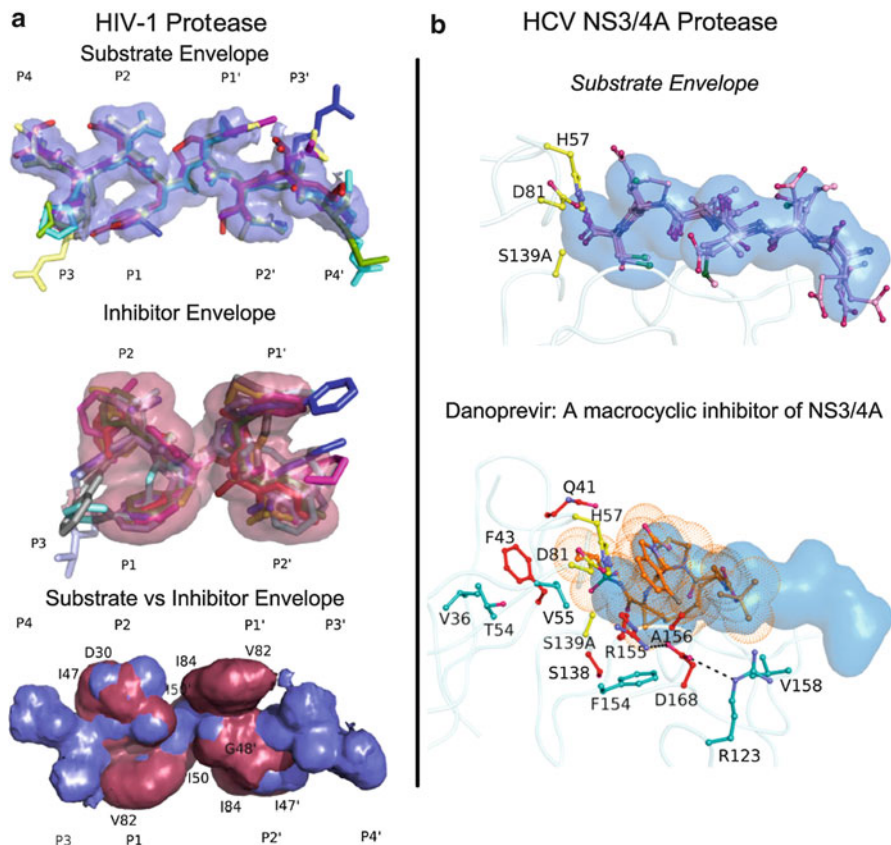 a
HIV-1 Protease
Substrate Envelope
P4 P2 P1' P3'
P3 P1 P2' P4'
Inhibitor Envelope
P2 P1'
P3
P1 P2'
Substrate vs Inhibitor Envelope
P4 P2 P1' P3'
D30
I47
I84
V82
I50'
G48'
I50
V82
I84
I47'
P3 P1 P2' P4'
b
HCV NS3/4A Protease
Substrate Envelope
H57
D81
S139A
Danoprevir: A macrocyclic inhibitor of NS3/4A
Q41
H57
F43
D81
V36
T54
V55
S139A
A156
R155
S138
F154
D168
V158
R123